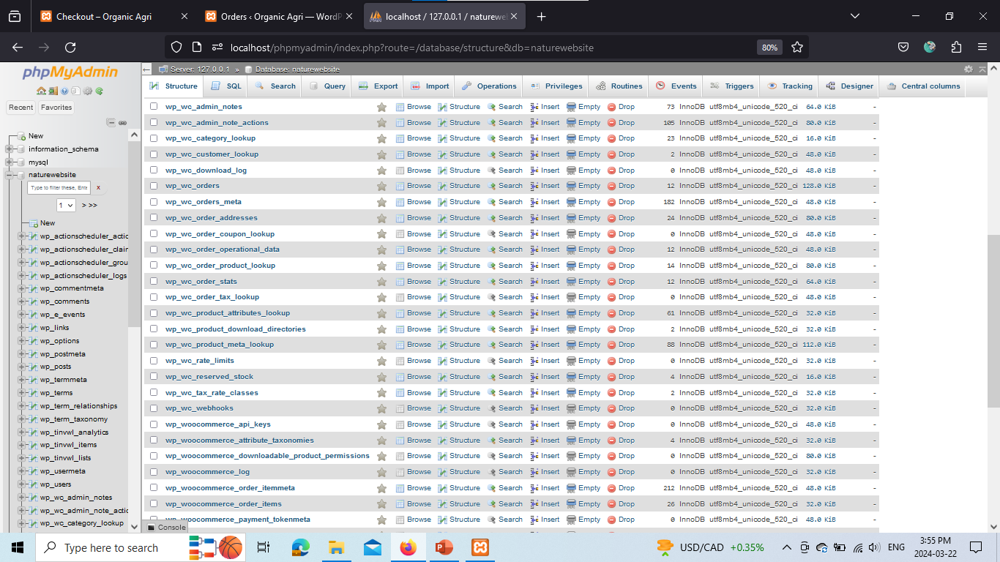 Checkout – Organic Agri
Orders ‹ Organic Agri — WordP
localhost / 127.0.0.1 / naturewe
localhost/phpmyadmin/index.php?route=/database/structure&db=naturewebsite
80%
phpMyAdmin
Recent Favorites
New
information_schema
mysql
naturewebsite
Type to filter these, Ente X
1 > >>
New
wp_actionscheduler_actic
wp_actionscheduler_clain
wp_actionscheduler_grou
wp_actionscheduler_logs
wp_commentmeta
wp_comments
wp_e_events
wp_links
wp_options
wp_postmeta
wp_posts
wp_termmeta
wp_terms
wp_term_relationships
wp_term_taxonomy
wp_tinvwl_analytics
wp_tinvwl_items
wp_tinvwl_lists
wp_usermeta
wp_users
wp_wc_admin_notes
wp_wc_admin_note_actic
wp_wc_category_lookup
Server: 127.0.0.1 » Database: naturewebsite
Structure SQL Search Query Export Import Operations Privileges Routines Events Triggers Tracking Designer Central columns
wp_wc_admin_notes Browse Structure Search Insert Empty Drop 73 InnoDB utf8mb4_unicode_520_ci 64.0 KiB -
wp_wc_admin_note_actions Browse Structure Search Insert Empty Drop 105 InnoDB utf8mb4_unicode_520_ci 80.0 KiB -
wp_wc_category_lookup Browse Structure Search Insert Empty Drop 23 InnoDB utf8mb4_unicode_520_ci 16.0 KiB -
wp_wc_customer_lookup Browse Structure Search Insert Empty Drop 2 InnoDB utf8mb4_unicode_520_ci 48.0 KiB -
wp_wc_download_log Browse Structure Search Insert Empty Drop 0 InnoDB utf8mb4_unicode_520_ci 48.0 KiB -
wp_wc_orders Browse Structure Search Insert Empty Drop 12 InnoDB utf8mb4_unicode_520_ci 128.0 KiB -
wp_wc_orders_meta Browse Structure Search Insert Empty Drop 182 InnoDB utf8mb4_unicode_520_ci 48.0 KiB -
wp_wc_order_addresses Browse Structure Search Insert Empty Drop 24 InnoDB utf8mb4_unicode_520_ci 80.0 KiB -
wp_wc_order_coupon_lookup Browse Structure Search Insert Empty Drop 0 InnoDB utf8mb4_unicode_520_ci 48.0 KiB -
wp_wc_order_operational_data Browse Structure Search Insert Empty Drop 12 InnoDB utf8mb4_unicode_520_ci 48.0 KiB -
wp_wc_order_product_lookup Browse Structure Search Insert Empty Drop 14 InnoDB utf8mb4_unicode_520_ci 80.0 KiB -
wp_wc_order_stats Browse Structure Search Insert Empty Drop 12 InnoDB utf8mb4_unicode_520_ci 64.0 KiB -
wp_wc_order_tax_lookup Browse Structure Search Insert Empty Drop 0 InnoDB utf8mb4_unicode_520_ci 48.0 KiB -
wp_wc_product_attributes_lookup Browse Structure Search Insert Empty Drop 61 InnoDB utf8mb4_unicode_520_ci 32.0 KiB -
wp_wc_product_download_directories Browse Structure Search Insert Empty Drop 2 InnoDB utf8mb4_unicode_520_ci 32.0 KiB -
wp_wc_product_meta_lookup Browse Structure Search Insert Empty Drop 88 InnoDB utf8mb4_unicode_520_ci 112.0 KiB -
wp_wc_rate_limits Browse Structure Search Insert Empty Drop 0 InnoDB utf8mb4_unicode_520_ci 32.0 KiB -
wp_wc_reserved_stock Browse Structure Search Insert Empty Drop 4 InnoDB utf8mb4_unicode_520_ci 16.0 KiB -
wp_wc_tax_rate_classes Browse Structure Search Insert Empty Drop 2 InnoDB utf8mb4_unicode_520_ci 32.0 KiB -
wp_wc_webhooks Browse Structure Search Insert Empty Drop 0 InnoDB utf8mb4_unicode_520_ci 32.0 KiB -
wp_woocommerce_api_keys Browse Structure Search Insert Empty Drop 0 InnoDB utf8mb4_unicode_520_ci 48.0 KiB -
wp_woocommerce_attribute_taxonomies Browse Structure Search Insert Empty Drop 4 InnoDB utf8mb4_unicode_520_ci 32.0 KiB -
wp_woocommerce_downloadable_product_permissions Browse Structure Search Insert Empty Drop 0 InnoDB utf8mb4_unicode_520_ci 80.0 KiB -
wp_woocommerce_log Browse Structure Search Insert Empty Drop 0 InnoDB utf8mb4_unicode_520_ci 32.0 KiB -
wp_woocommerce_order_itemmeta Browse Structure Search Insert Empty Drop 212 InnoDB utf8mb4_unicode_520_ci 48.0 KiB -
wp_woocommerce_order_items Browse Structure Search Insert Empty Drop 26 InnoDB utf8mb4_unicode_520_ci 32.0 KiB -
wp_woocommerce_payment_tokenmeta Browse Structure Search Insert Empty Drop 0 InnoDB utf8mb4_unicode_520_ci 48.0 KiB -
Console
Type here to search
USD/CAD +0.35%
ENG
3:55 PM
2024-03-22